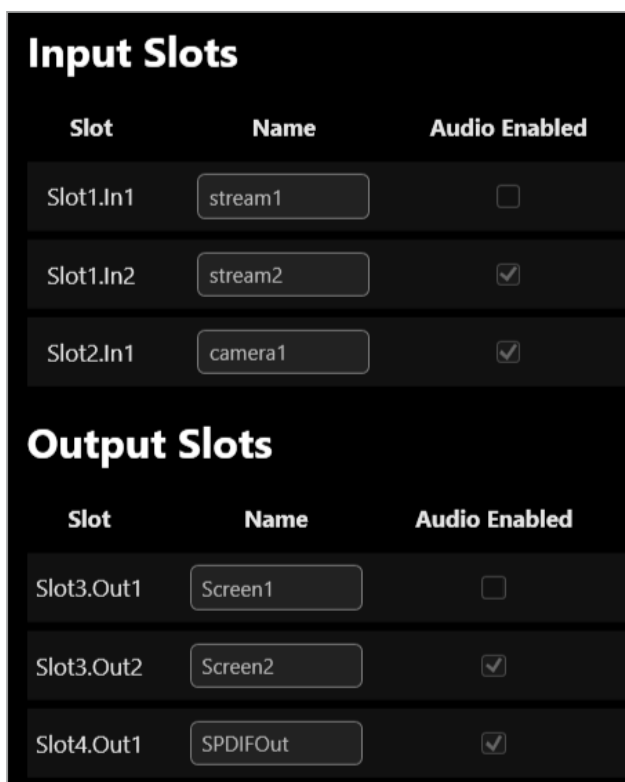 Input Slots
Slot Name Audio Enabled
Slot1.In1 stream1
Slot1.In2 stream2
Slot2.In1 camera1
Output Slots
Slot Name Audio Enabled
Slot3.Out1 Screen1
Slot3.Out2 Screen2
Slot4.Out1 SPDIFOut